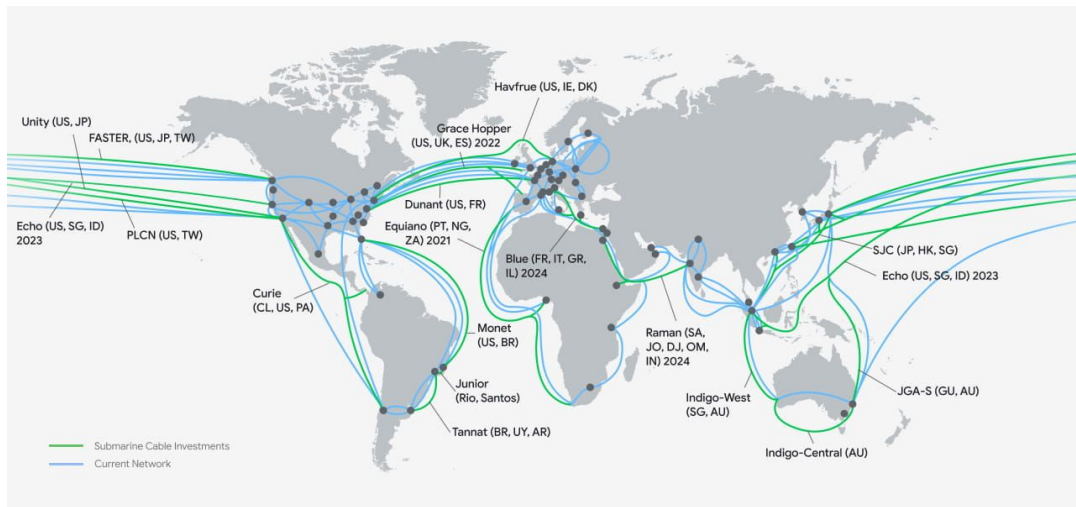 Havfrue (US, IE, DK)
Unity (US, JP)
Grace Hopper
(US, UK, ES) 2022
FASTER, (US, JP, TW)
Dunant (US, FR)
Echo (US, SG, ID)
2023
PLCN (US, TW)
Equiano (PT, NG,
ZA) 2021
SJC (JP, HK, SG)
Blue (FR, IT, GR,
IL) 2024
Echo (US, SG, ID) 2023
Curie
(CL, US, PA)
Monet
(US, BR)
Raman (SA,
JO, DJ, OM,
IN) 2024
Junior
(Rio, Santos)
Indigo-West
(SG, AU)
JGA-S (GU, AU)
Tannat (BR, UY, AR)
Indigo-Central (AU)
Submarine Cable Investments
Current Network